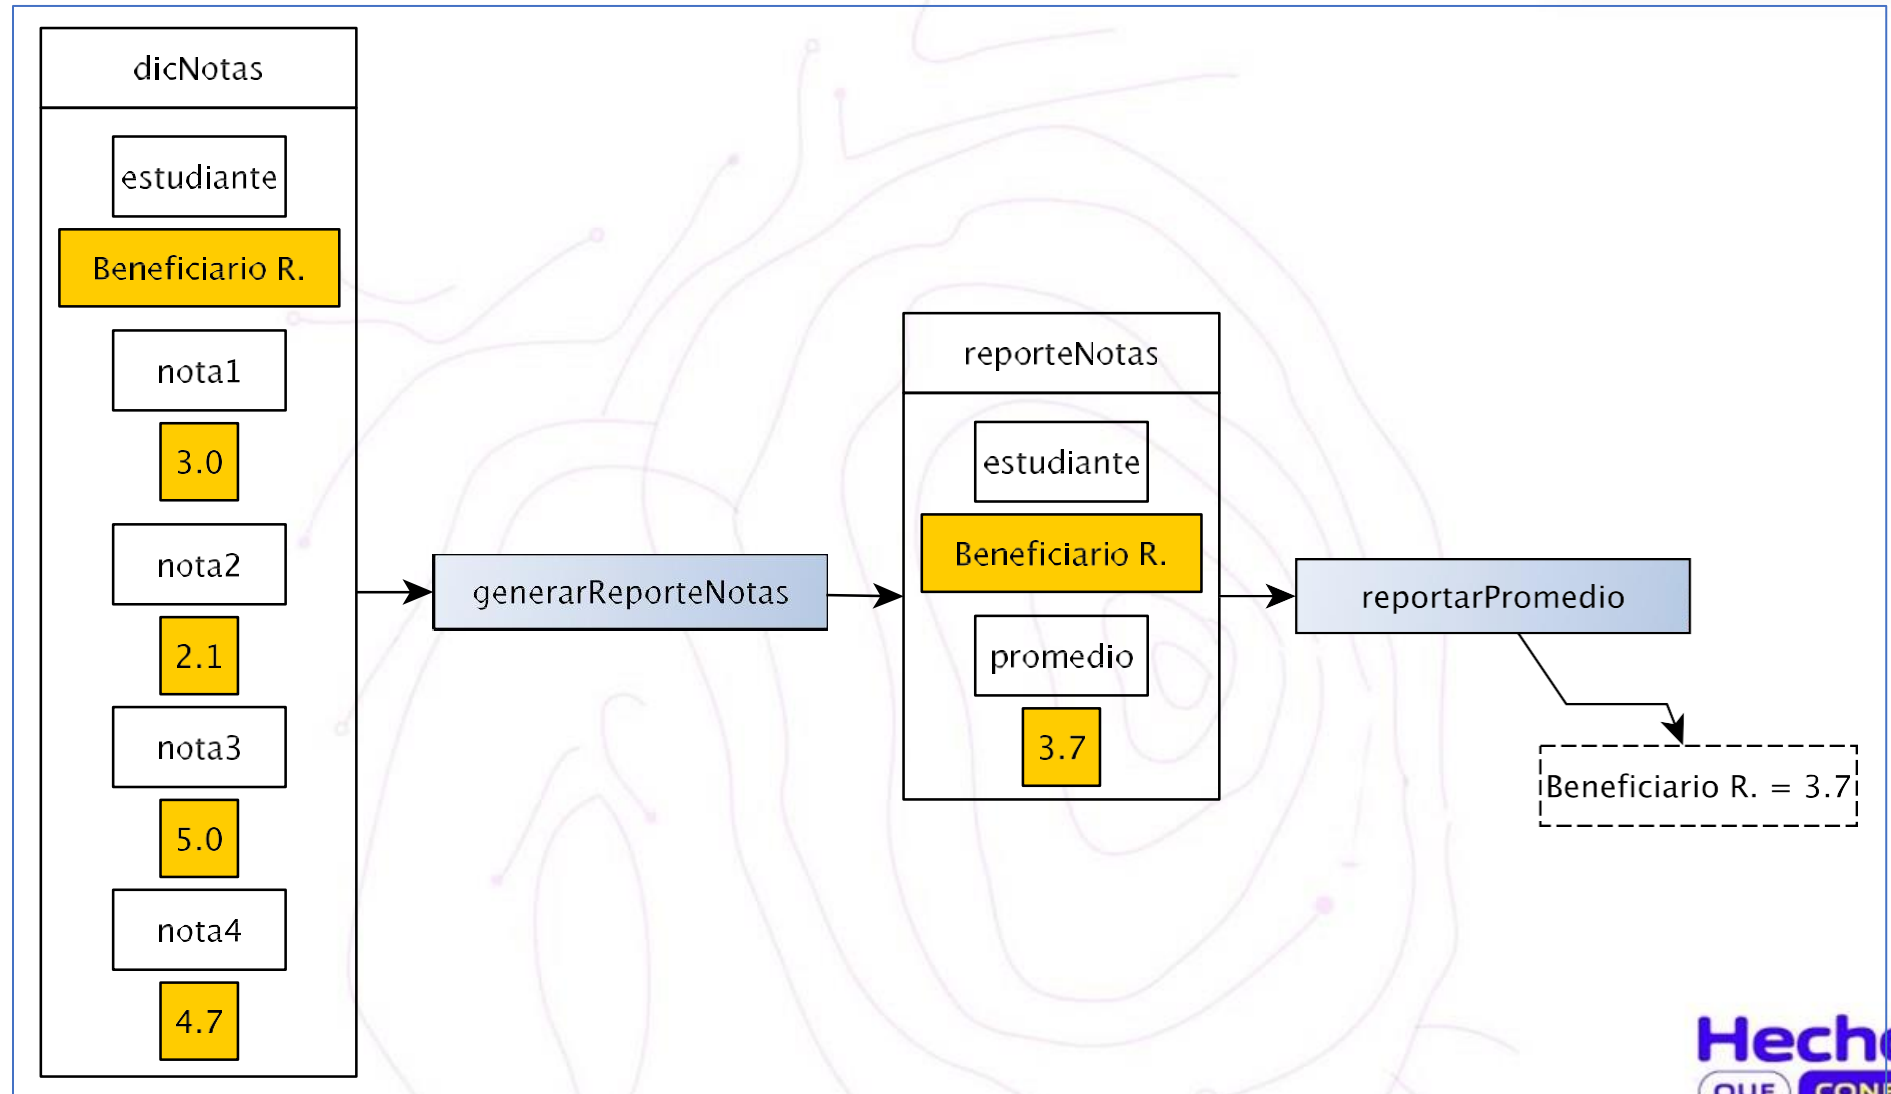 dicNotas
estudiante
Beneficiario R.
nota1
3.0
nota2
2.1
nota3
5.0
nota4
4.7
generarReporteNotas
reporteNotas
estudiante
Beneficiario R.
promedio
3.7
reportarPromedio
Beneficiario R. = 3.7
QUE